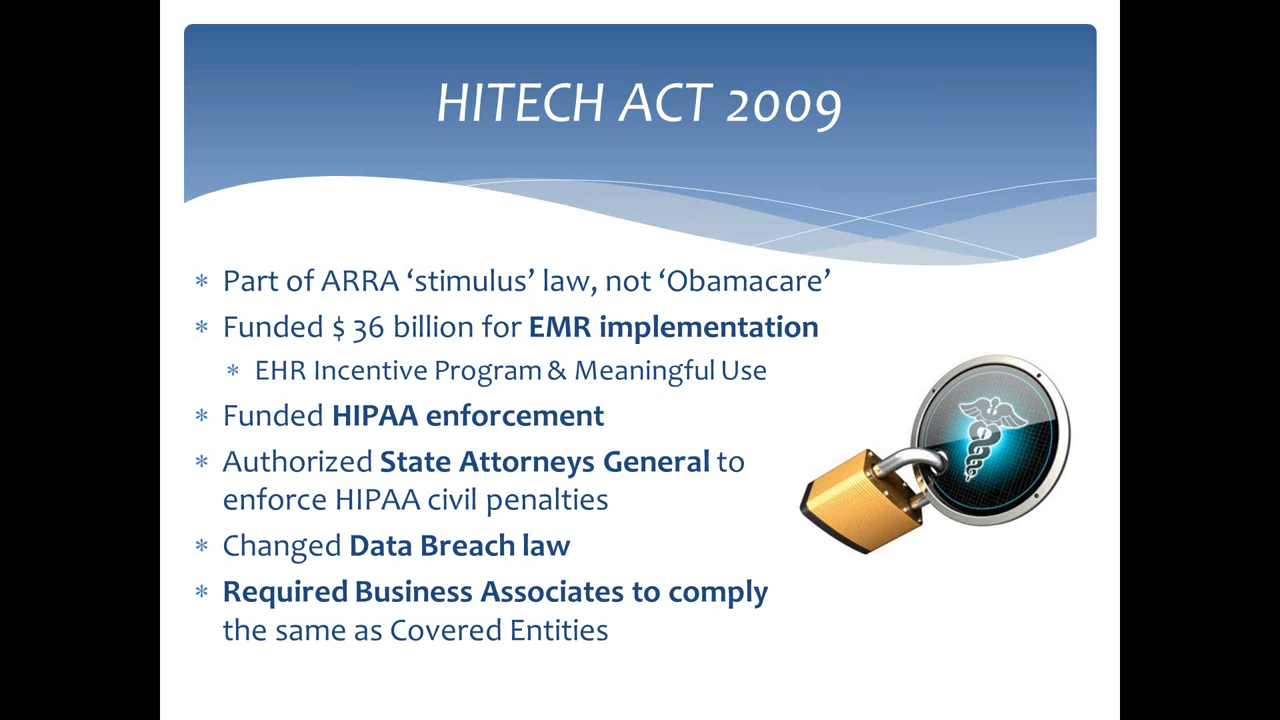 HITECH ACT 2009
* Part of ARRA ‘stimulus’ law, not ‘Obamacare’
* Funded $ 36 billion for EMR implementation
* EHR Incentive Program & Meaningful Use
* Funded HIPAA enforcement
* Authorized State Attorneys General to
enforce HIPAA civil penalties
* Changed Data Breach law
* Required Business Associates to comply
the same as Covered Entities